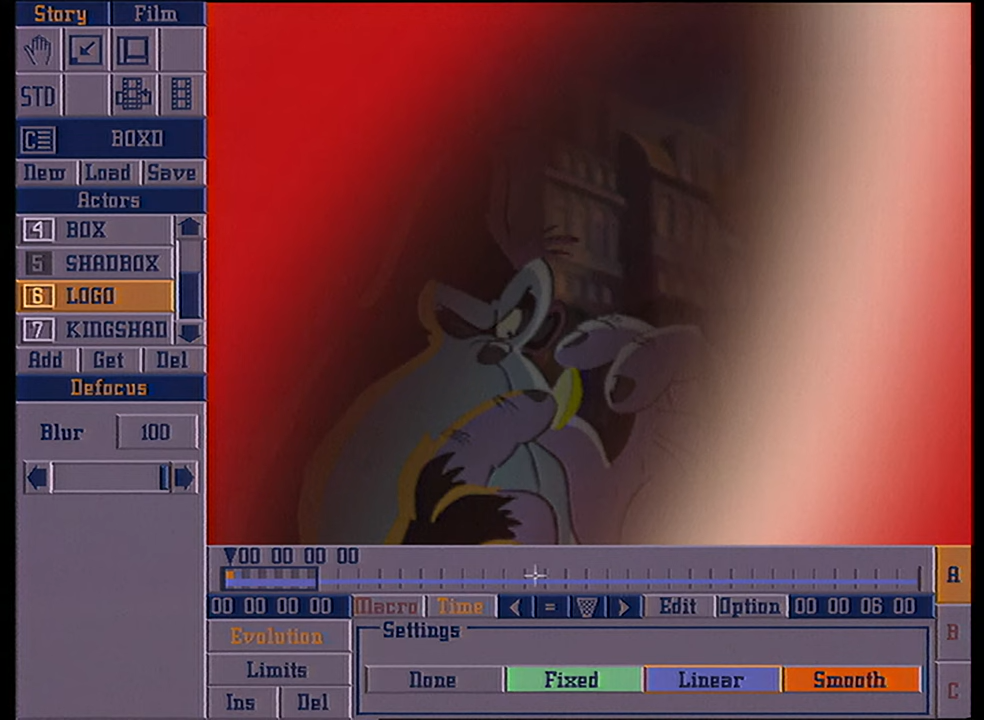 Story Film
STD
C BOXD
New Load Save
Actors
4 BOX
5 SHADBOX
6 LOGO
7 KINGSHAD
Add Get Del
Defocus
Blur 100
00 00 00 00
A
00 00 00 00 Macro Time = Edit Option 00 00 06 00
Evolution
Settings
B
Limits
None Fixed Linear Smooth
C
Ins Del